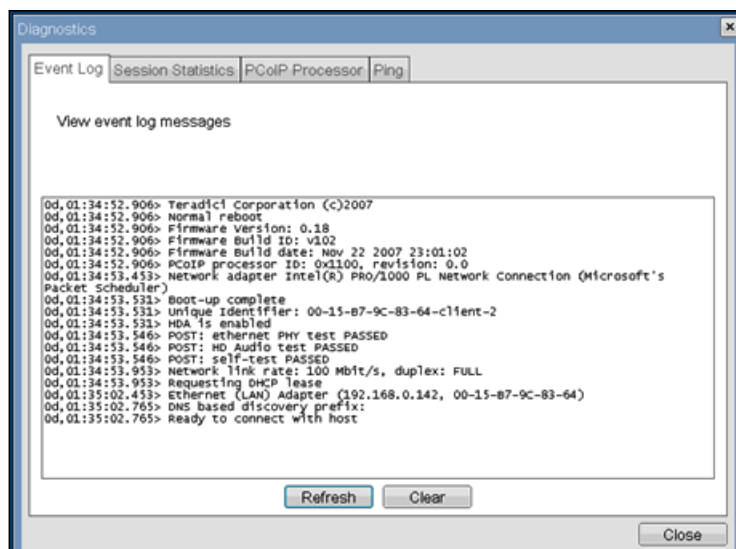 Diagnostics
Event Log
Session Statistics
PCoIP Processor
Ping
View event log messages
0d,01:34:52.906> Teradici Corporation (c)2007
0d,01:34:52.906> Normal reboot
0d,01:34:52.906> Firmware Version: 0.18
0d,01:34:52.906> Firmware Build ID: v102
0d,01:34:52.906> Firmware Build date: Nov 22 2007 23:01:02
0d,01:34:52.906> PCoIP processor ID: 0x1100, revision: 0.0
0d,01:34:53.453> Network adapter Intel(R) PRO/1000 PL Network Connection (Microsoft's
Packet Scheduler)
0d,01:34:53.531> Boot-up complete
0d,01:34:53.531> Unique Identifier: 00-15-B7-9C-83-64-client-2
0d,01:34:53.531> HDA is enabled
0d,01:34:53.546> POST: ethernet PHY test PASSED
0d,01:34:53.546> POST: HD Audio test PASSED
0d,01:34:53.546> POST: self-test PASSED
0d,01:34:53.953> Network link rate: 100 Mbit/s, duplex: FULL
0d,01:34:53.953> Requesting DHCP lease
0d,01:35:02.453> Ethernet (LAN) Adapter (192.168.0.142, 00-15-B7-9C-83-64)
0d,01:35:02.765> DNS based discovery prefix:
0d,01:35:02.765> Ready to connect with host
Refresh
Clear
Close